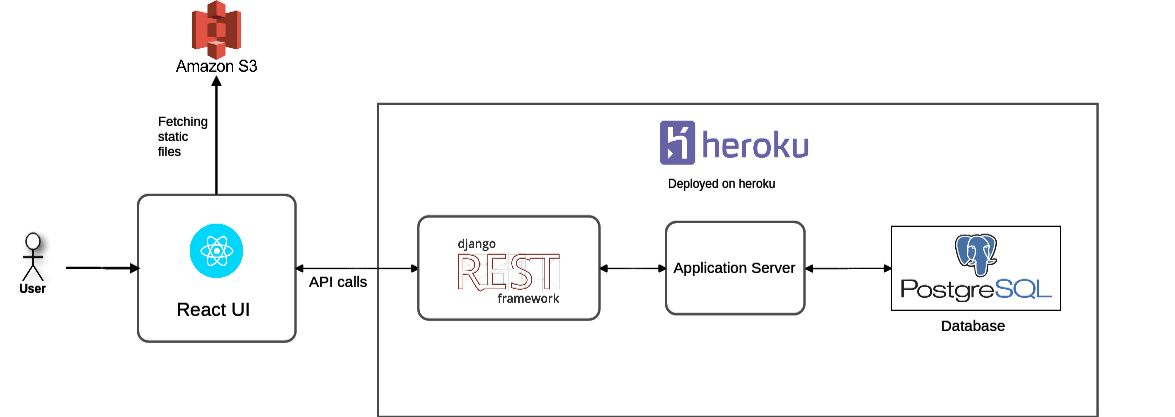 Amazon S3
Fetching
static
files
heroku
Deployed on heroku
User
React UI
API calls
django
REST
framework
Application Server
PostgreSQL
Database